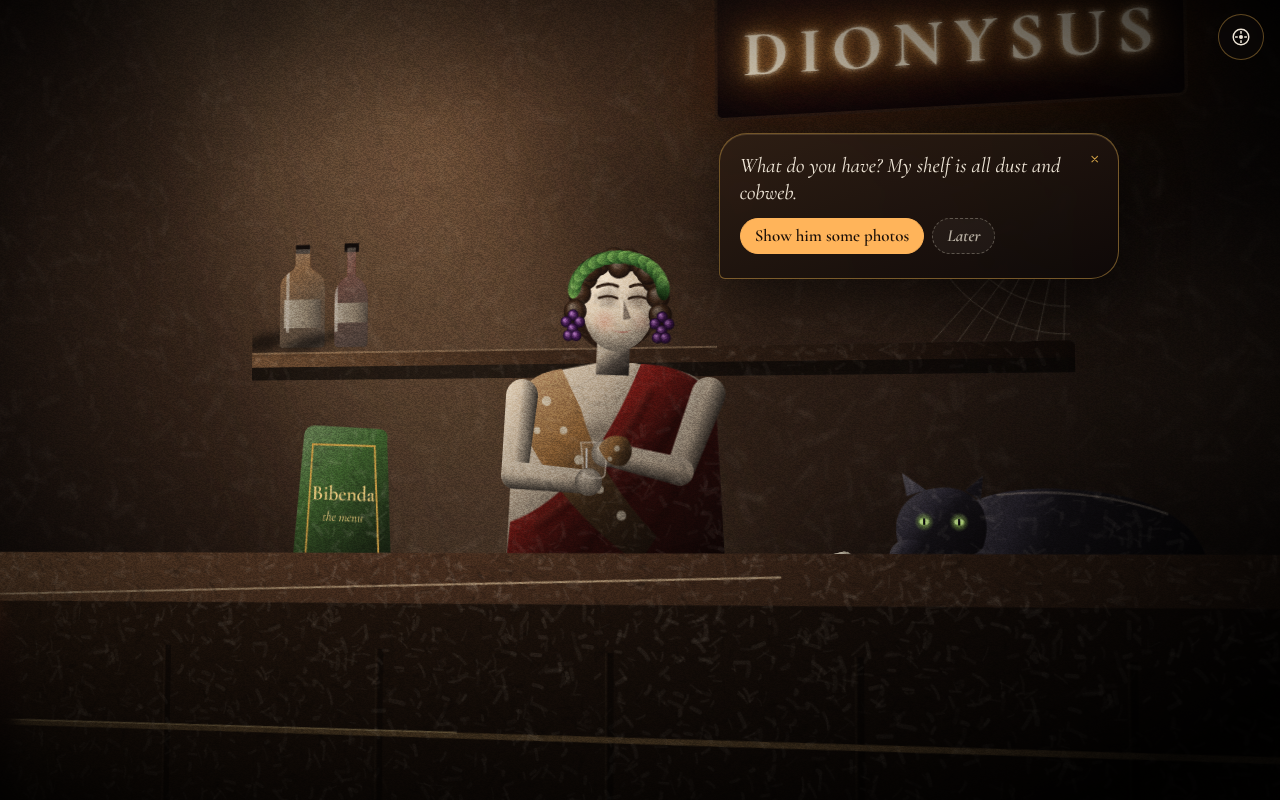 DIONYSUS
What do you have? My shelf is all dust and
cobweb.
Show him some photos
Later
Bibenda
the menu